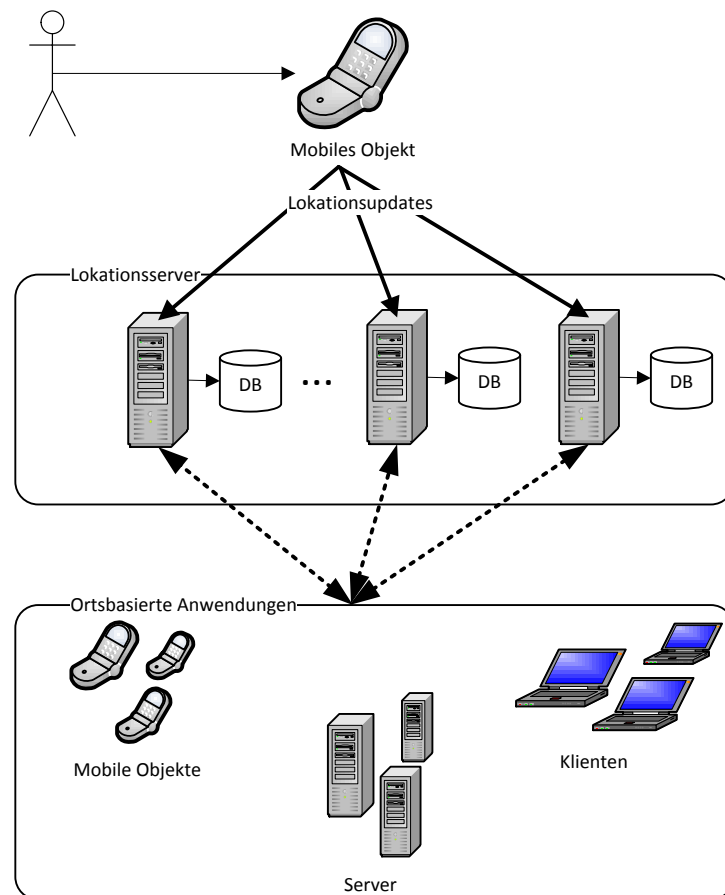 Mobiles Objekt
Lokationsupdates
Lokationsserver
DB
...
DB
DB
Ortsbasierte Anwendungen
Mobile Objekte
Klienten
Server